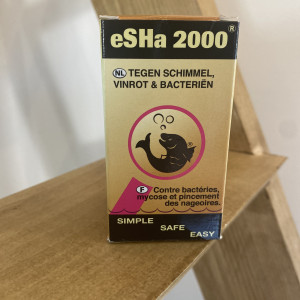 eSHa 2000®
NL TEGEN SCHIMMEL,
VINROT & BACTERIËN
®
F Contre bactéries,
mycose et pincement
des nageoires.
SIMPLE
SAFE
EASY